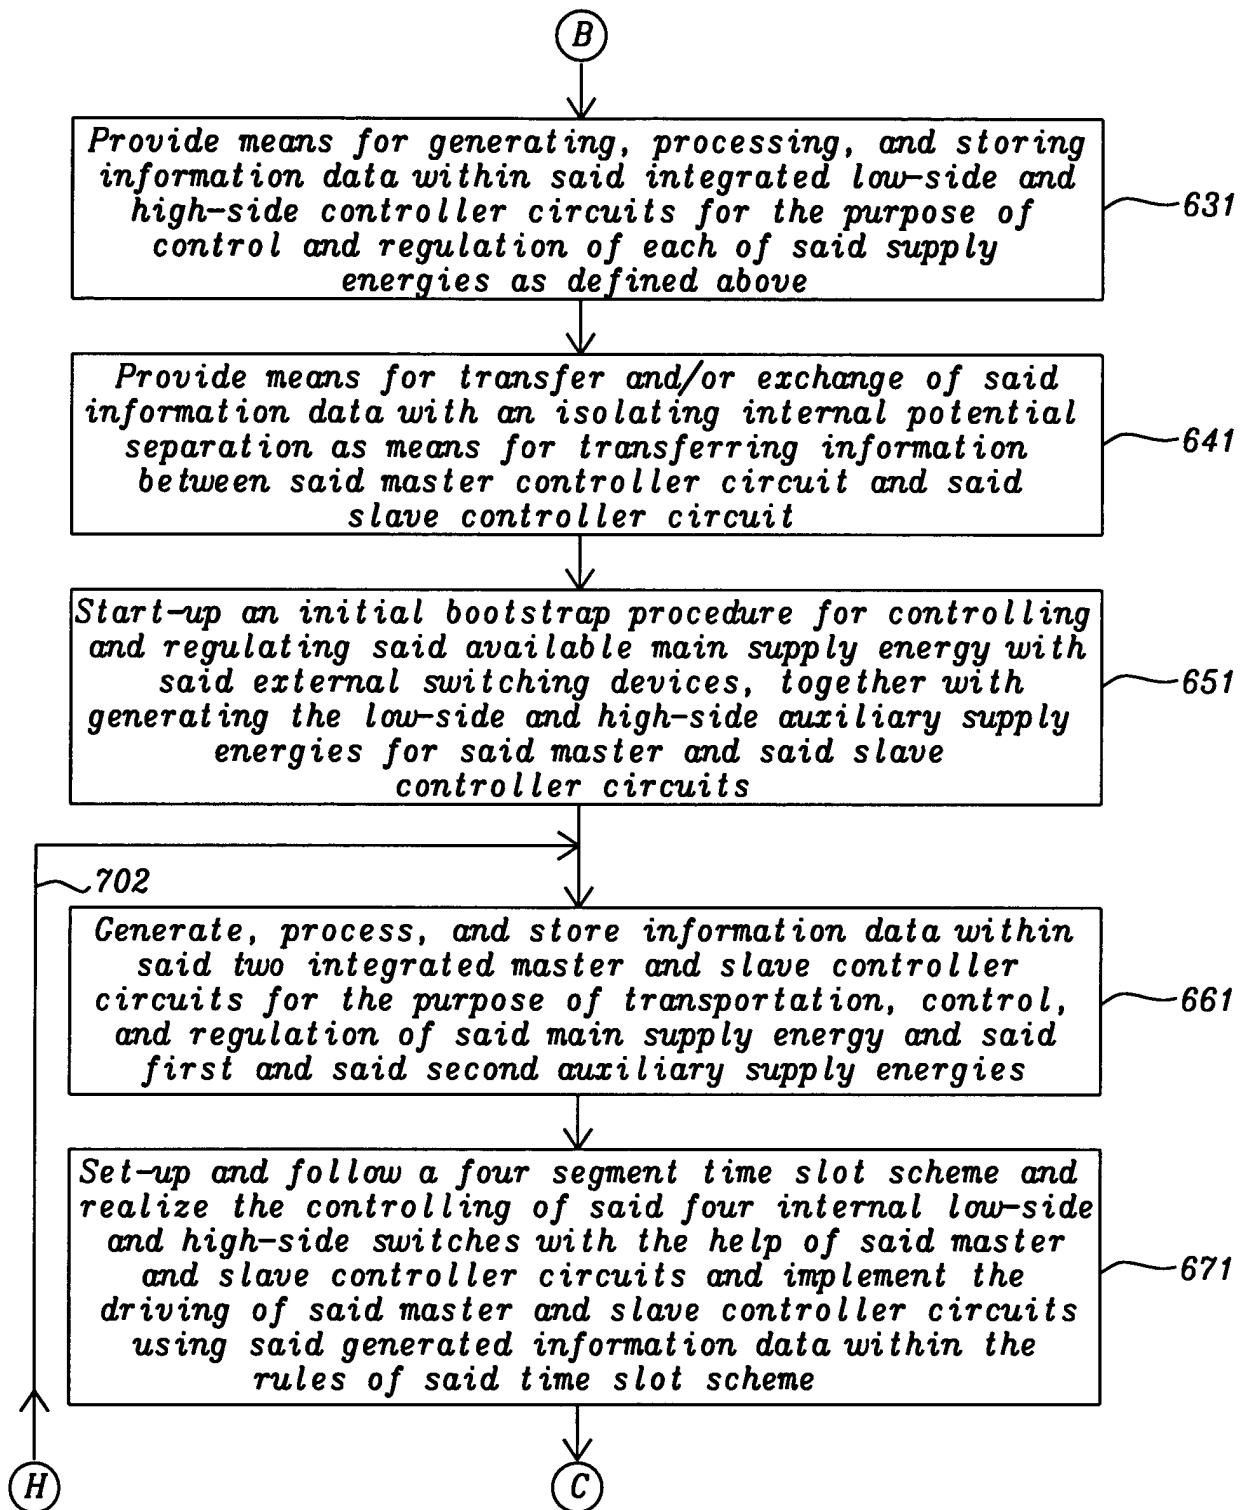 B
Provide means for generating, processing, and storing
information data within said integrated low-side and
high-side controller circuits for the purpose of
control and regulation of each of said supply
energies as defined above
631
Provide means for transfer and/or exchange of said
information data with an isolating internal potential
separation as means for transferring information
between said master controller circuit and said
slave controller circuit
641
Start-up an initial bootstrap procedure for controlling
and regulating said available main supply energy with
said external switching devices, together with
generating the low-side and high-side auxiliary supply
energies for said master and said slave
controller circuits
651
702
Generate, process, and store information data within
said two integrated master and slave controller
circuits for the purpose of transportation, control,
and regulation of said main supply energy and said
first and said second auxiliary supply energies
661
Set-up and follow a four segment time slot scheme and
realize the controlling of said four internal low-side
and high-side switches with the help of said master
and slave controller circuits and implement the
driving of said master and slave controller circuits
using said generated information data within the
rules of said time slot scheme
671
H
C